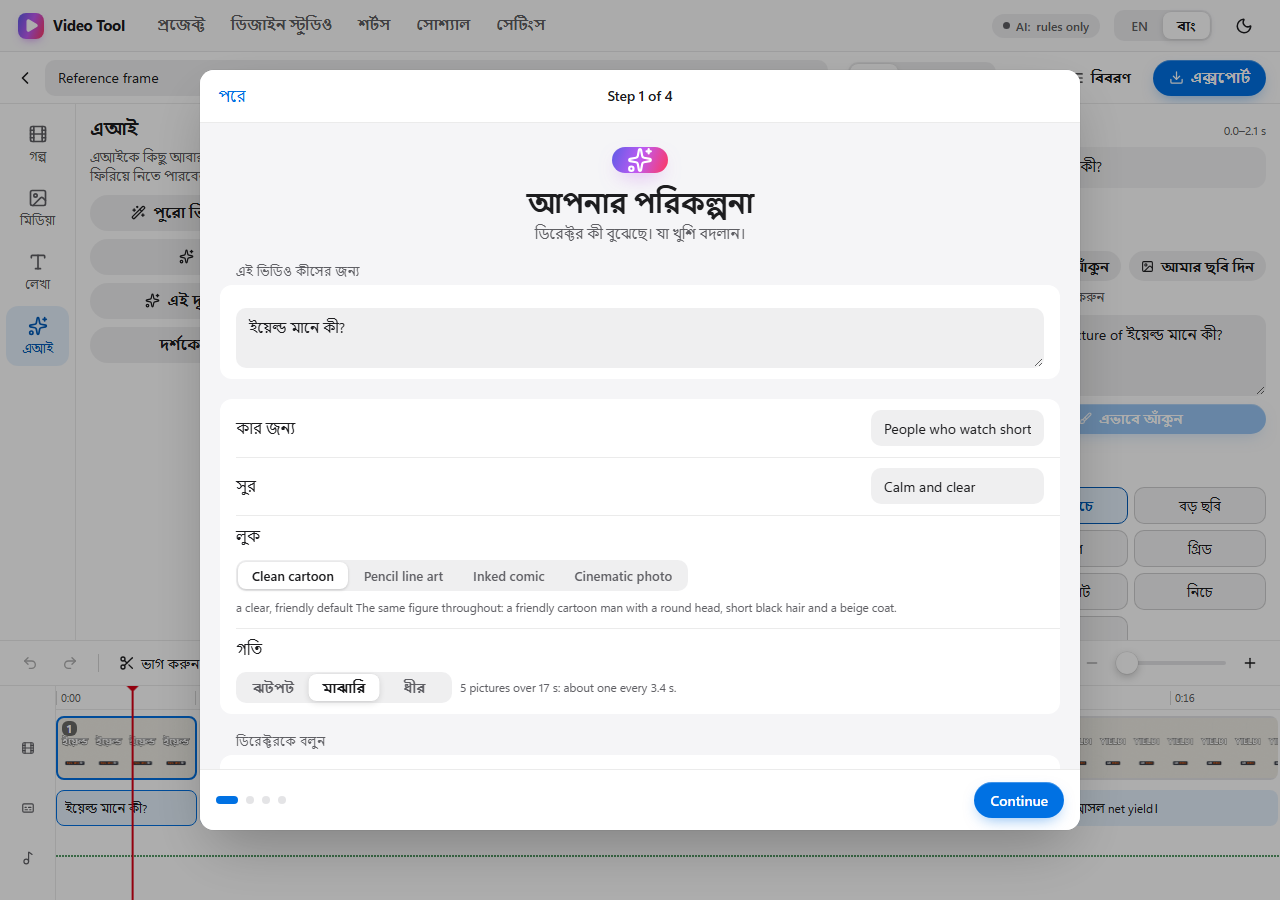 Video Tool
প্রজেক্ট
ডিজাইন স্টুডিও
শর্টস
সোশ্যাল
সেটিংস
AI: rules only
EN
বাং
Reference frame
বিবরণ
এক্সপোর্ট
পরে
Step 1 of 4
গল্প
মিডিয়া
লেখা
এআই
এআই
0.0–2.1 s
আপনার পরিকল্পনা
ডিরেক্টর কী বুঝেছে। যা খুশি বদলান।
এই ভিডিও কীসের জন্য
ইয়েল্ড মানে কী?
কার জন্য
People who watch short
সুর
Calm and clear
লুক
Clean cartoon
Pencil line art
Inked comic
Cinematic photo
a clear, friendly default The same figure throughout: a friendly cartoon man with a round head, short black hair and a beige coat.
গতি
ঝটপট
মাঝারি
ধীর
5 pictures over 17 s: about one every 3.4 s.
ডিরেক্টরকে বলুন
Continue
কী?
আমার ছবি দিন
করুন
of ইয়েল্ড মানে কী?
এভাবে আঁকুন
বড় ছবি
গ্রিড
নিচে
ভাগ করুন
0:00
0:16
1
ইয়েল্ড মানে কী?
net yield।